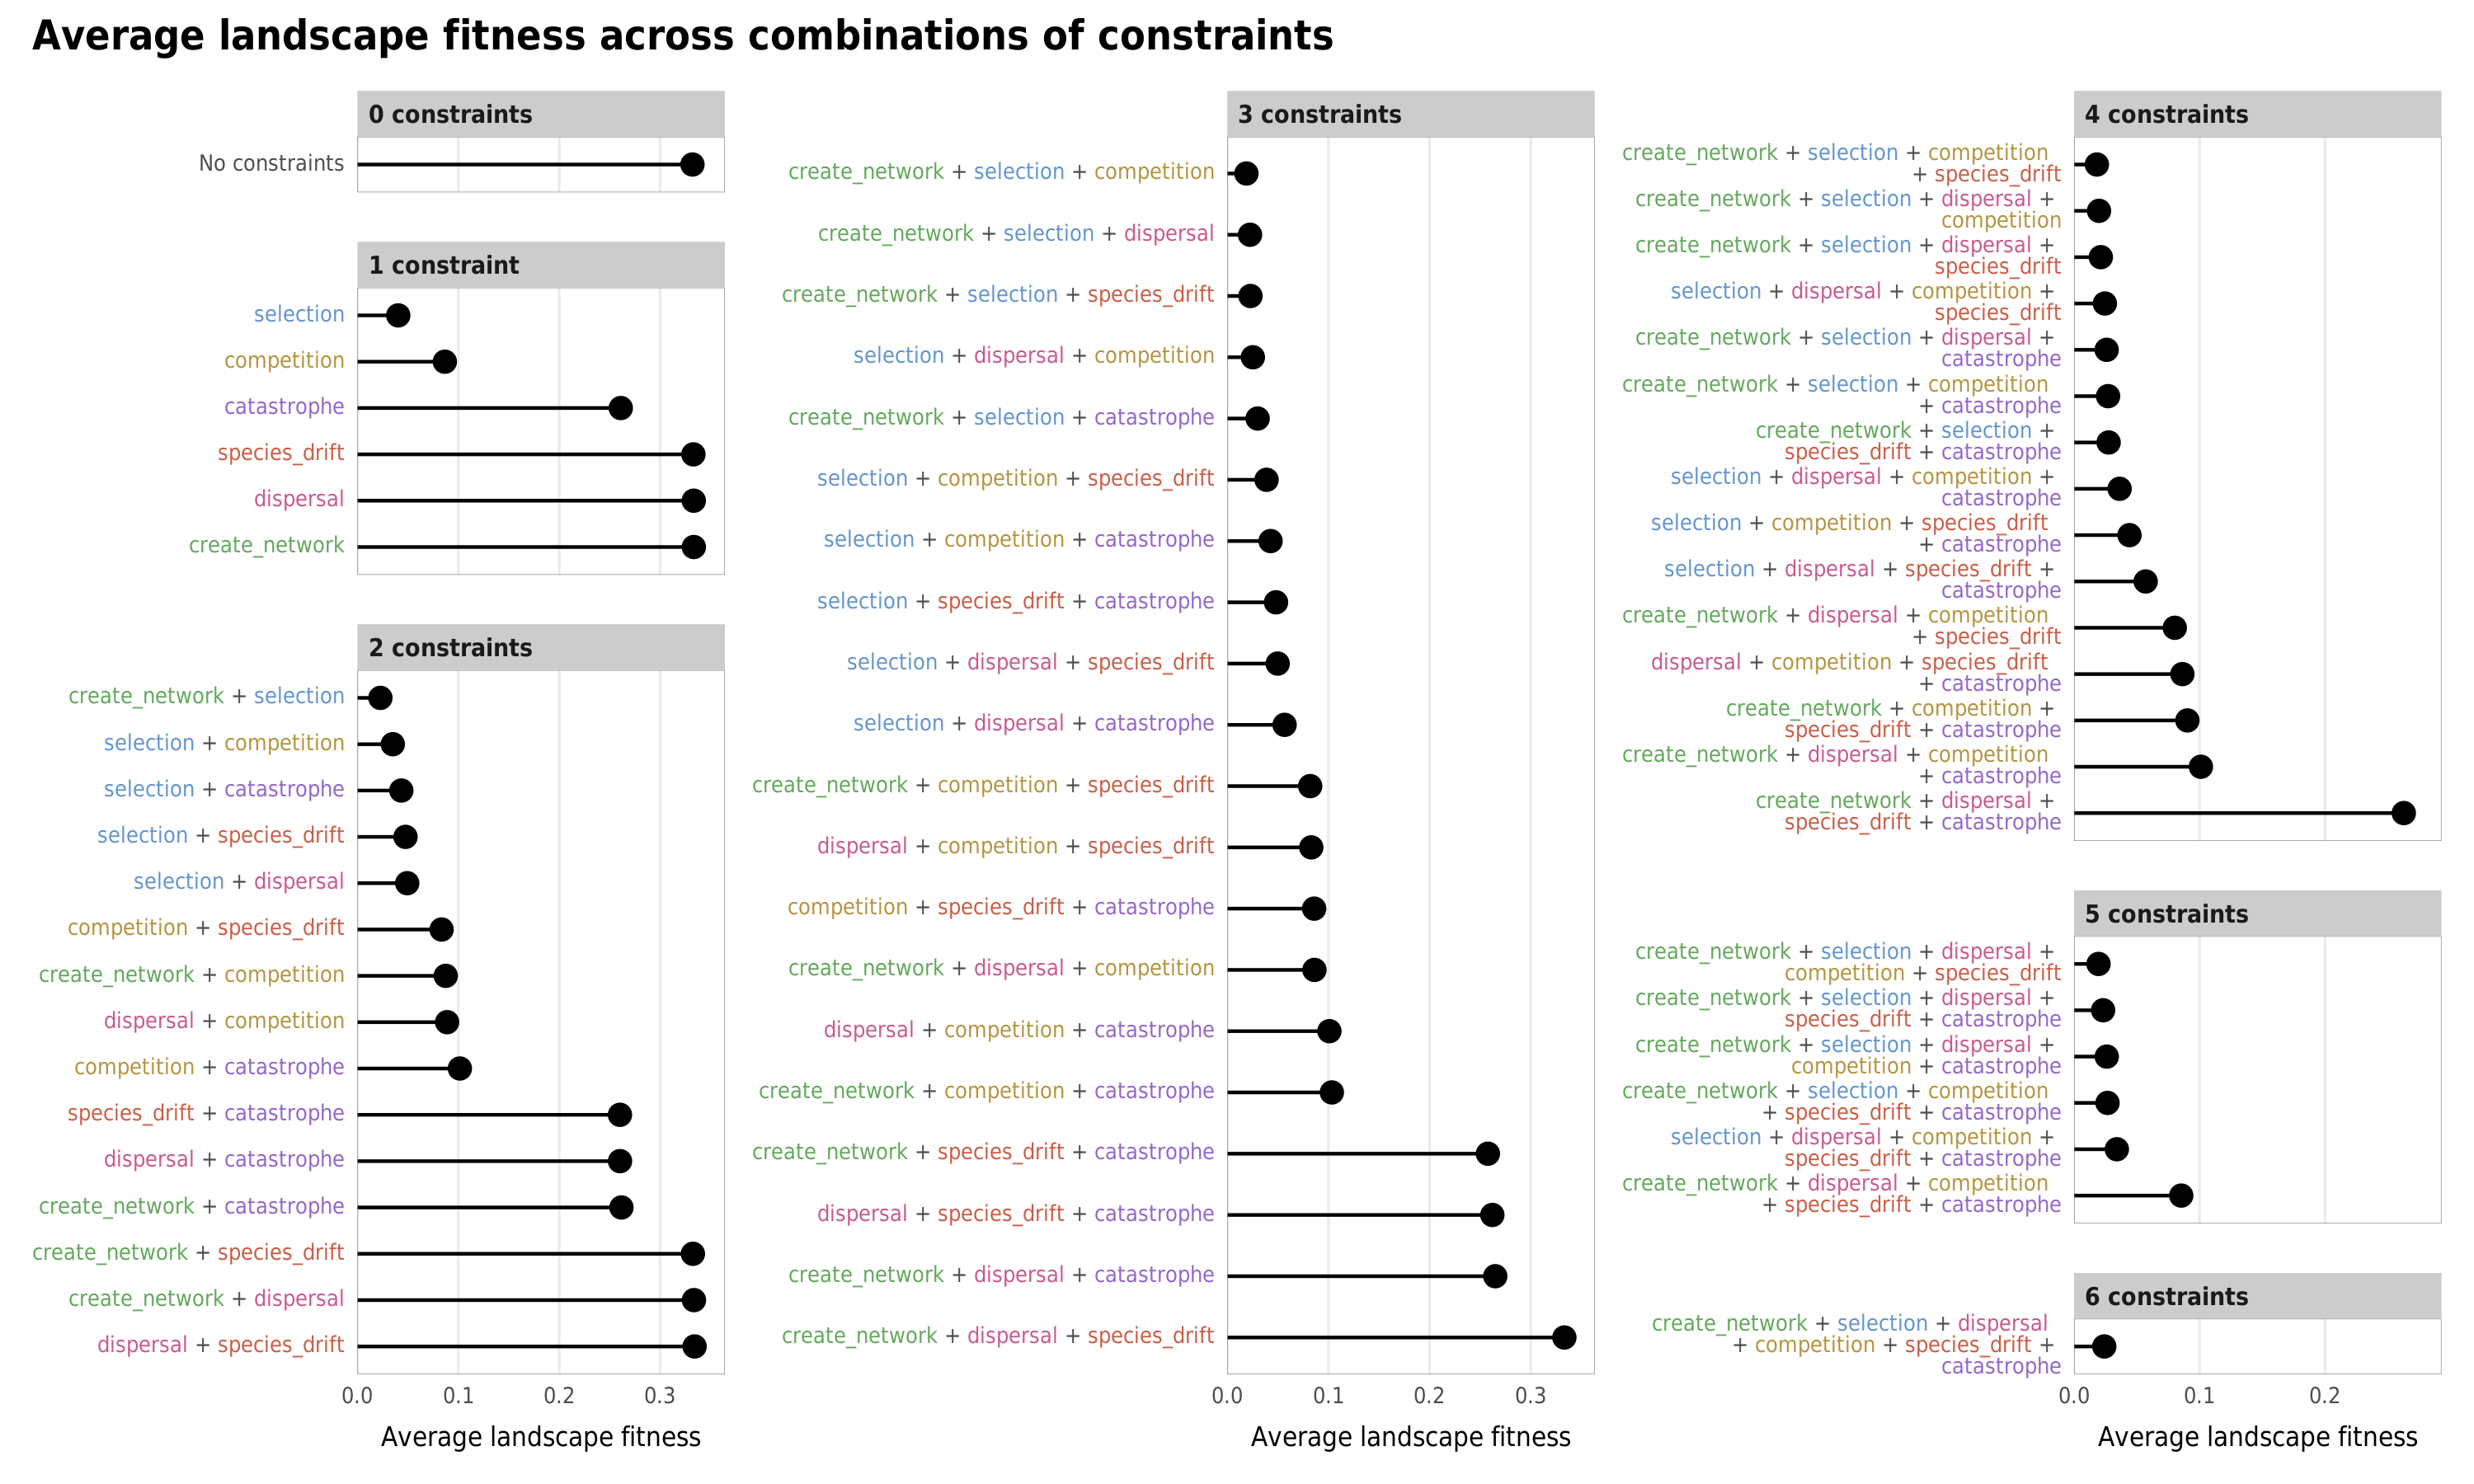 Average landscape fitness across combinations of constraints
0 constraints
No constraints
1 constraint
selection
competition
catastrophe
species_drift
dispersal
create_network
2 constraints
create_network + selection
selection + competition
selection + catastrophe
selection + species_drift
selection + dispersal
competition + species_drift
create_network + competition
dispersal + competition
competition + catastrophe
species_drift + catastrophe
dispersal + catastrophe
create_network + catastrophe
create_network + species_drift
create_network + dispersal
dispersal + species_drift
0.0 0.1 0.2 0.3
Average landscape fitness
3 constraints
create_network + selection + competition
create_network + selection + dispersal
create_network + selection + species_drift
selection + dispersal + competition
create_network + selection + catastrophe
selection + competition + species_drift
selection + competition + catastrophe
selection + species_drift + catastrophe
selection + dispersal + species_drift
selection + dispersal + catastrophe
create_network + competition + species_drift
dispersal + competition + species_drift
competition + species_drift + catastrophe
create_network + dispersal + competition
dispersal + competition + catastrophe
create_network + competition + catastrophe
create_network + species_drift + catastrophe
dispersal + species_drift + catastrophe
create_network + dispersal + catastrophe
create_network + dispersal + species_drift
0.0 0.1 0.2 0.3
Average landscape fitness
4 constraints
create_network + selection + competition
+ species_drift
create_network + selection + dispersal +
competition
create_network + selection + dispersal +
species_drift
selection + dispersal + competition +
species_drift
create_network + selection + dispersal +
catastrophe
create_network + selection + competition
+ catastrophe
create_network + selection +
species_drift + catastrophe
selection + dispersal + competition +
catastrophe
selection + competition + species_drift
+ catastrophe
selection + dispersal + species_drift +
catastrophe
create_network + dispersal + competition
+ species_drift
dispersal + competition + species_drift
+ catastrophe
create_network + competition +
species_drift + catastrophe
create_network + dispersal + competition
+ catastrophe
create_network + dispersal +
species_drift + catastrophe
5 constraints
create_network + selection + dispersal +
competition + species_drift
create_network + selection + dispersal +
species_drift + catastrophe
create_network + selection + dispersal +
competition + catastrophe
create_network + selection + competition
+ species_drift + catastrophe
selection + dispersal + competition +
species_drift + catastrophe
create_network + dispersal + competition
+ species_drift + catastrophe
6 constraints
create_network + selection + dispersal
+ competition + species_drift +
catastrophe
0.0 0.1 0.2
Average landscape fitness